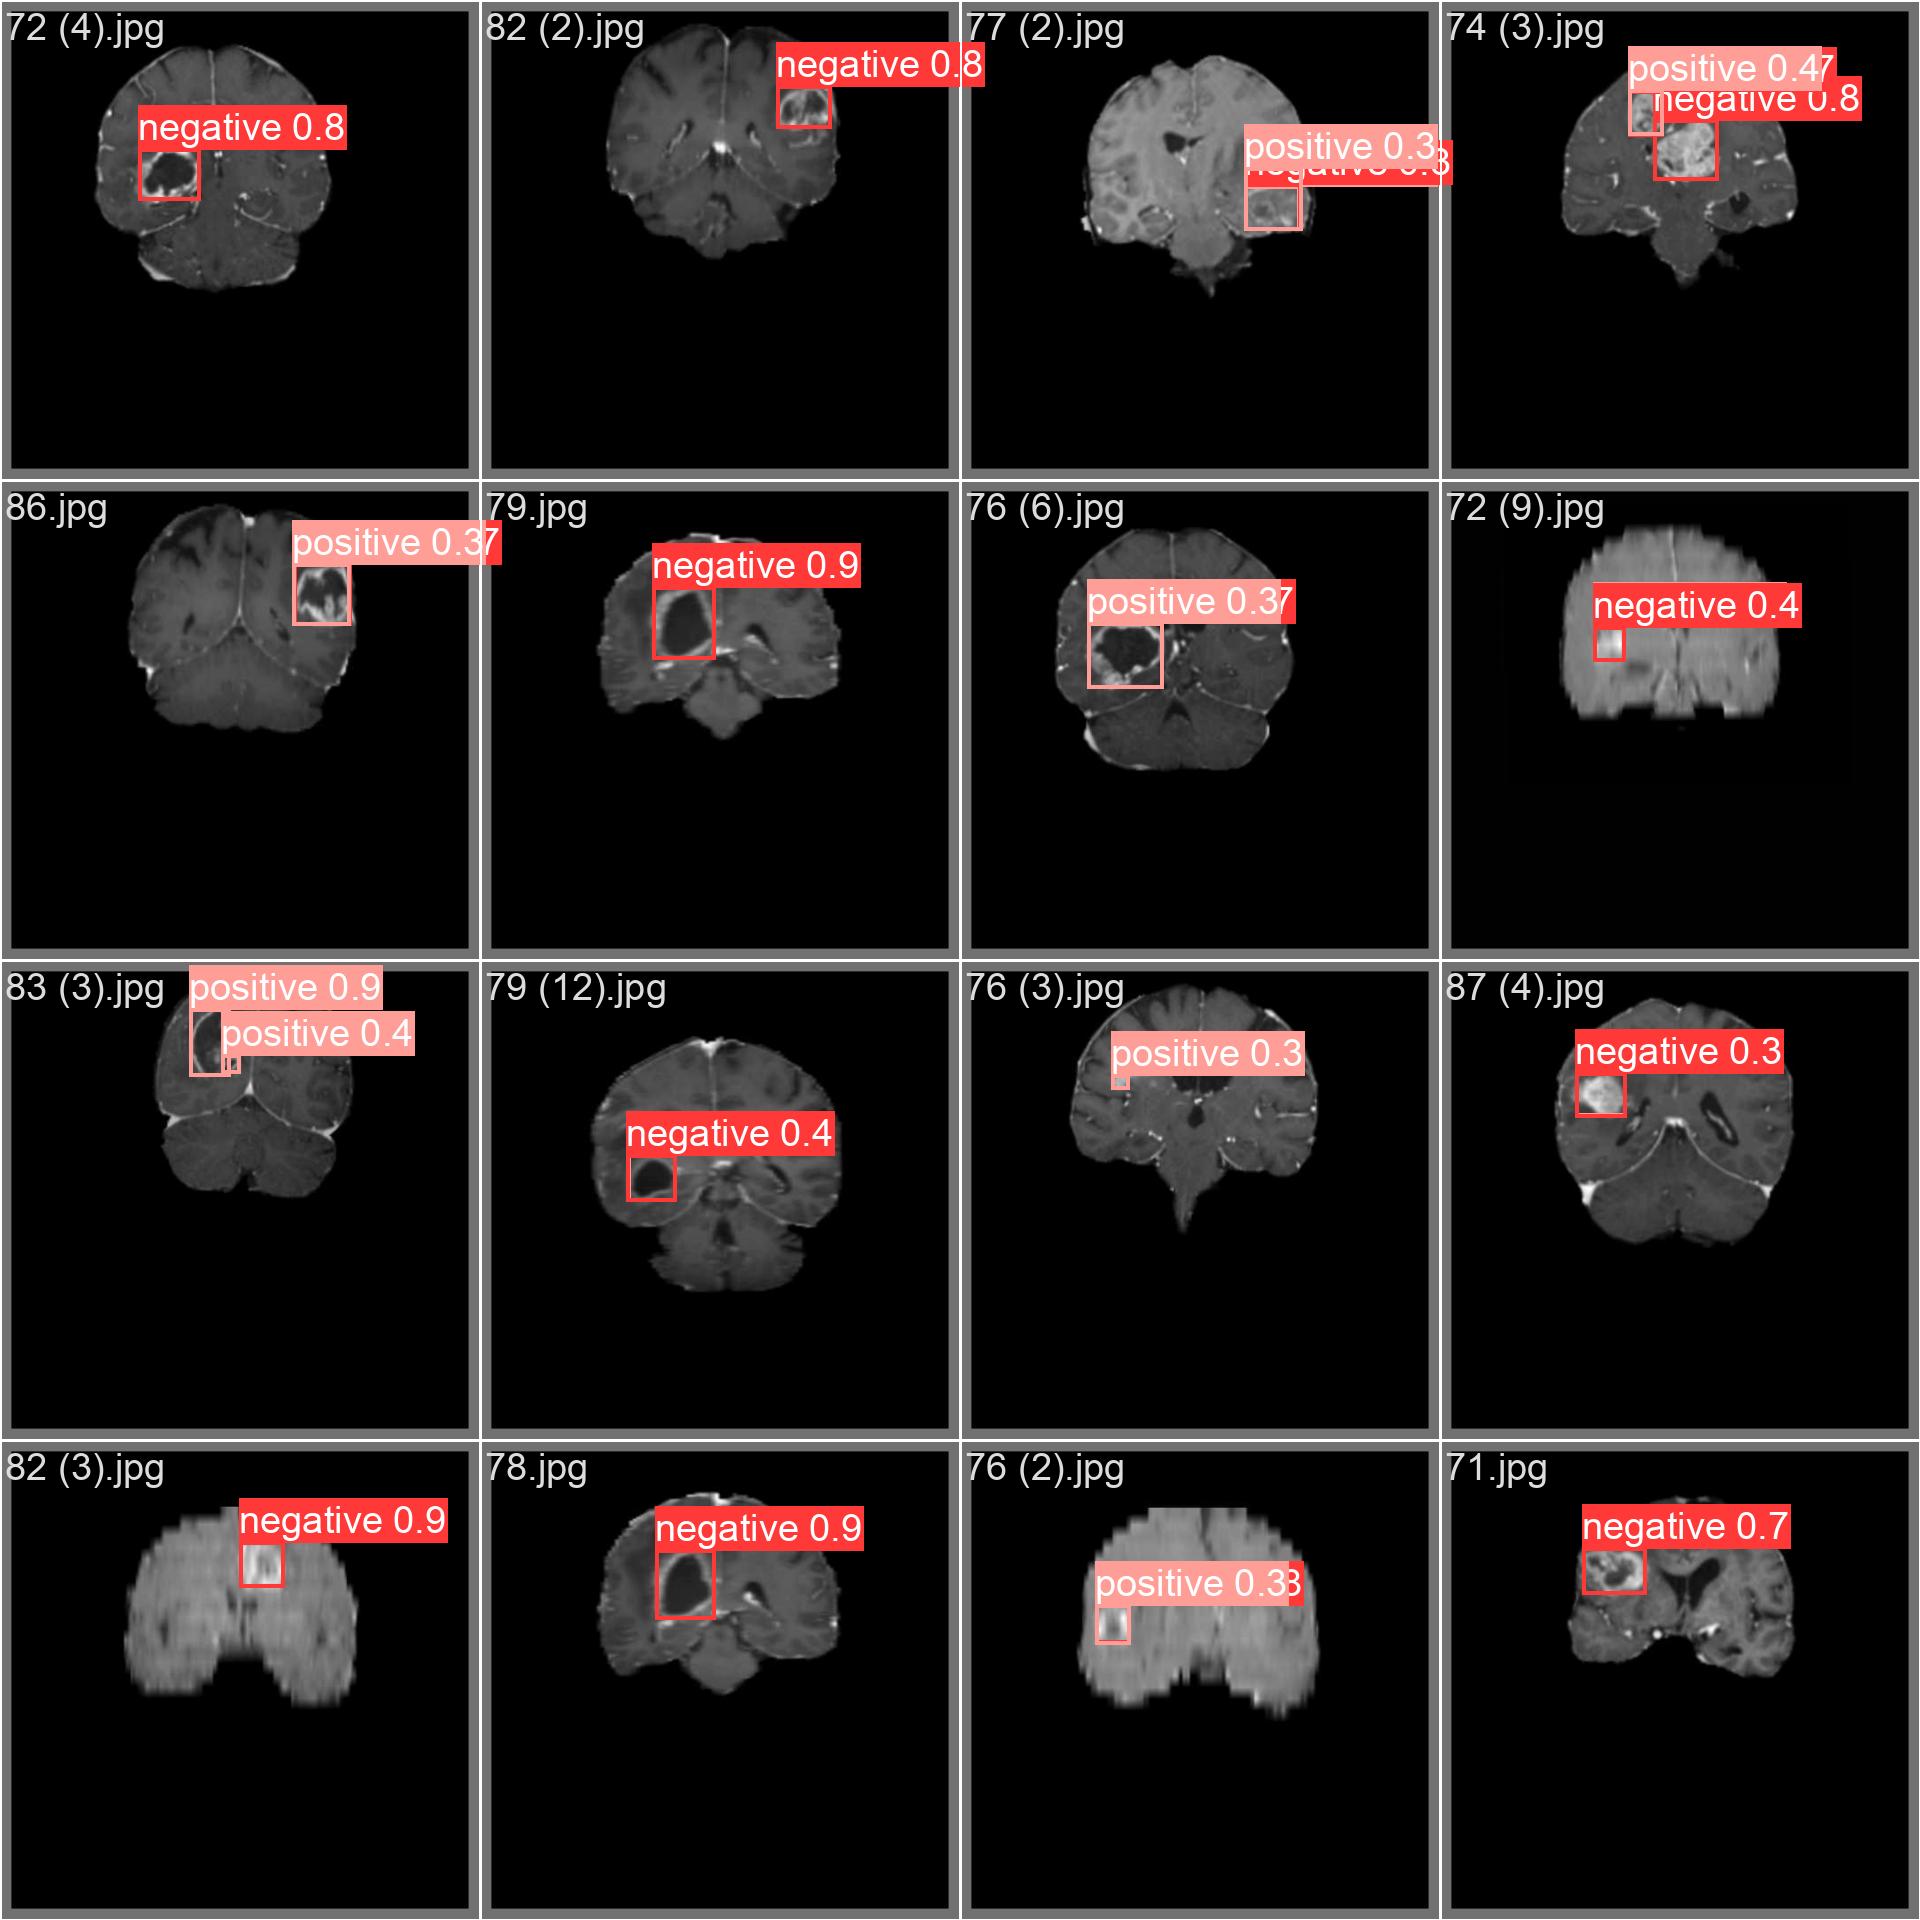 72 (4).jpg
negative 0.8
82 (2).jpg
negative 0.8
77 (2).jpg
positive 0.3
74 (3).jpg
positive 0.4
negative 0.8
86.jpg
positive 0.3
79.jpg
negative 0.9
76 (6).jpg
positive 0.3
72 (9).jpg
negative 0.4
83 (3).jpg
positive 0.9
positive 0.4
79 (12).jpg
negative 0.4
76 (3).jpg
positive 0.3
87 (4).jpg
negative 0.3
82 (3).jpg
negative 0.9
78.jpg
negative 0.9
76 (2).jpg
positive 0.3
71.jpg
negative 0.7